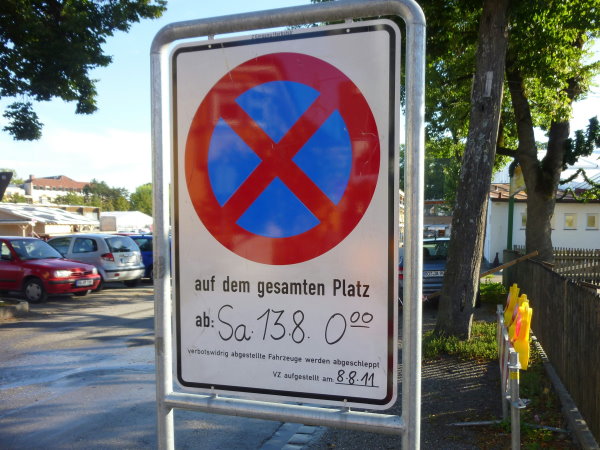 auf dem gesamten Platz
ab: Sa. 13.8. 0⁰⁰
verbotswidrig abgestellte Fahrzeuge werden abgeschleppt
VZ aufgestellt am: 8.8.11